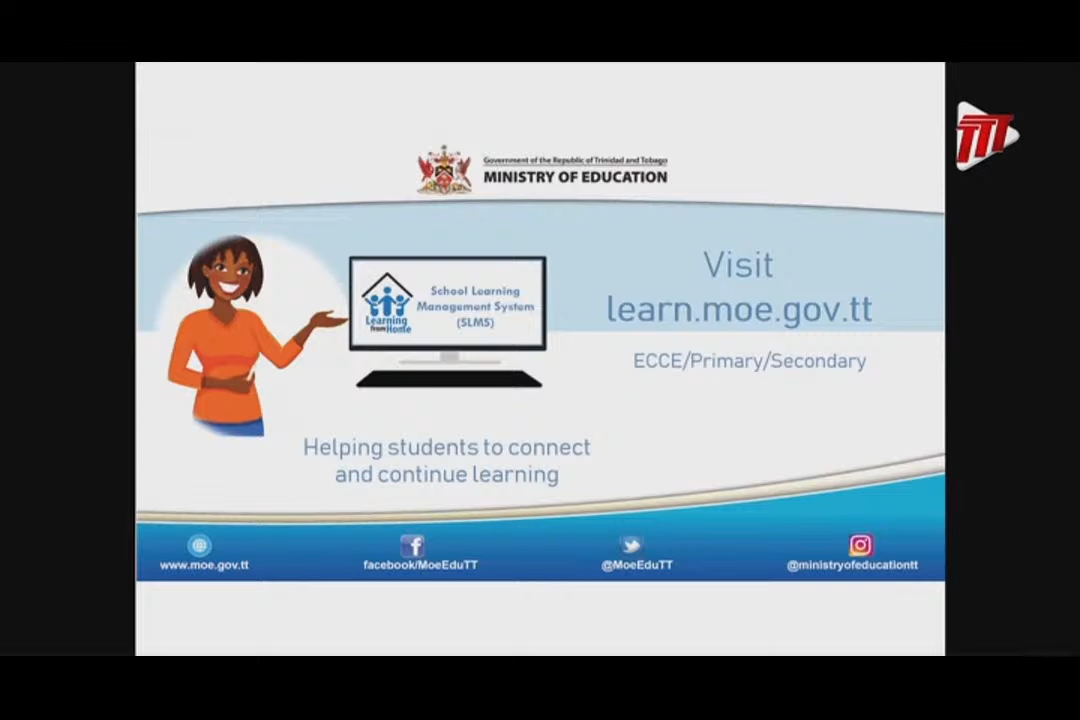 TTT
Government of the Republic of Trinidad and Tobago
MINISTRY OF EDUCATION
School Learning
Management System
(SLMS)
Learning
from Home
Visit
learn.moe.gov.tt
ECCE/Primary/Secondary
Helping students to connect
and continue learning
www.moe.gov.tt
facebook/MoeEduTT
@MoeEduTT
@ministryofeducationtt